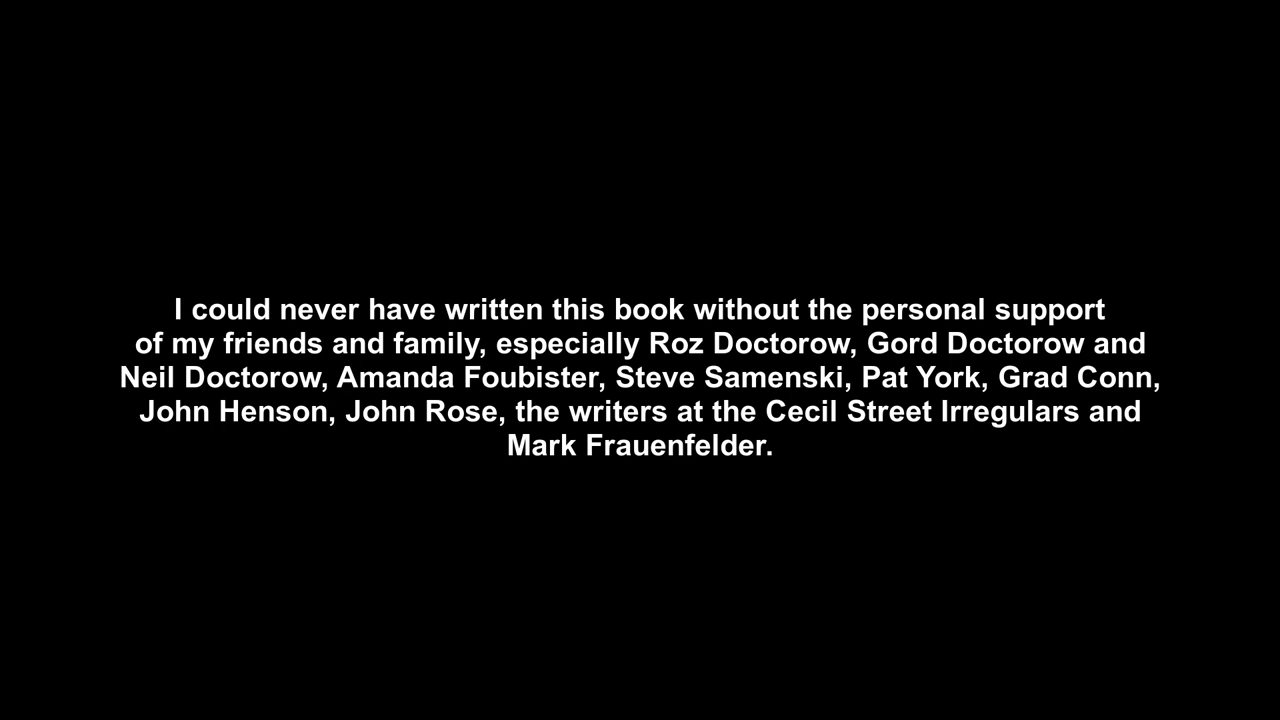 I could never have written this book without the personal support
of my friends and family, especially Roz Doctorow, Gord Doctorow and
Neil Doctorow, Amanda Foubister, Steve Samenski, Pat York, Grad Conn,
John Henson, John Rose, the writers at the Cecil Street Irregulars and
Mark Frauenfelder.